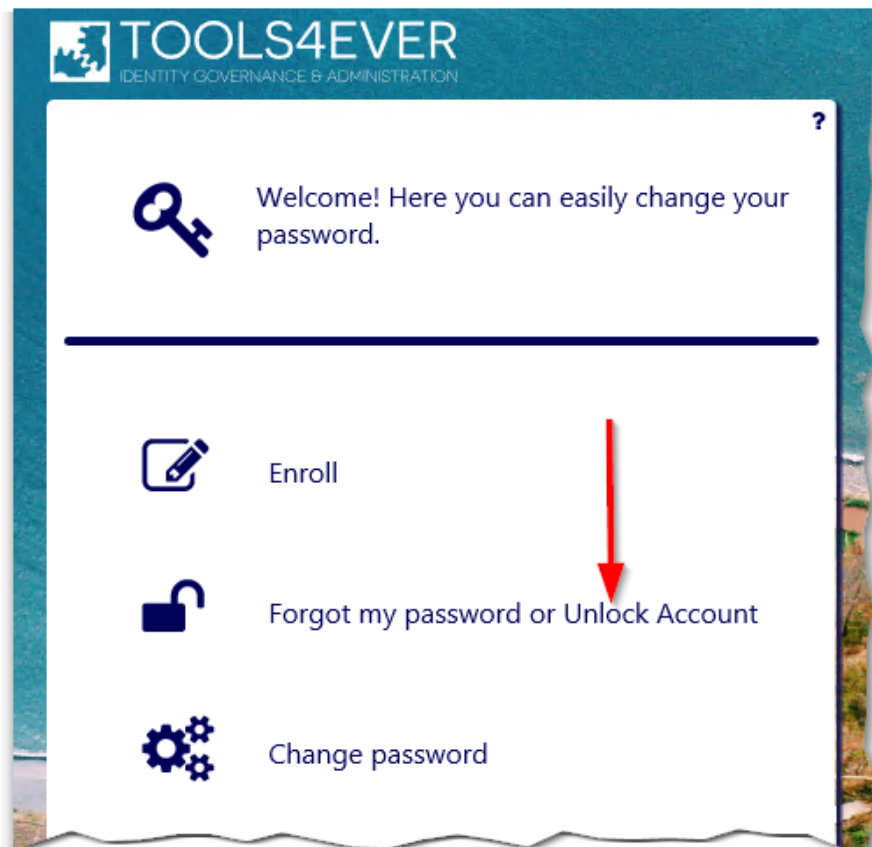 TOOLS4EVER
IDENTITY GOVERNANCE & ADMINISTRATION
?
Welcome! Here you can easily change your
password.
Enroll
Forgot my password or Unlock Account
Change password